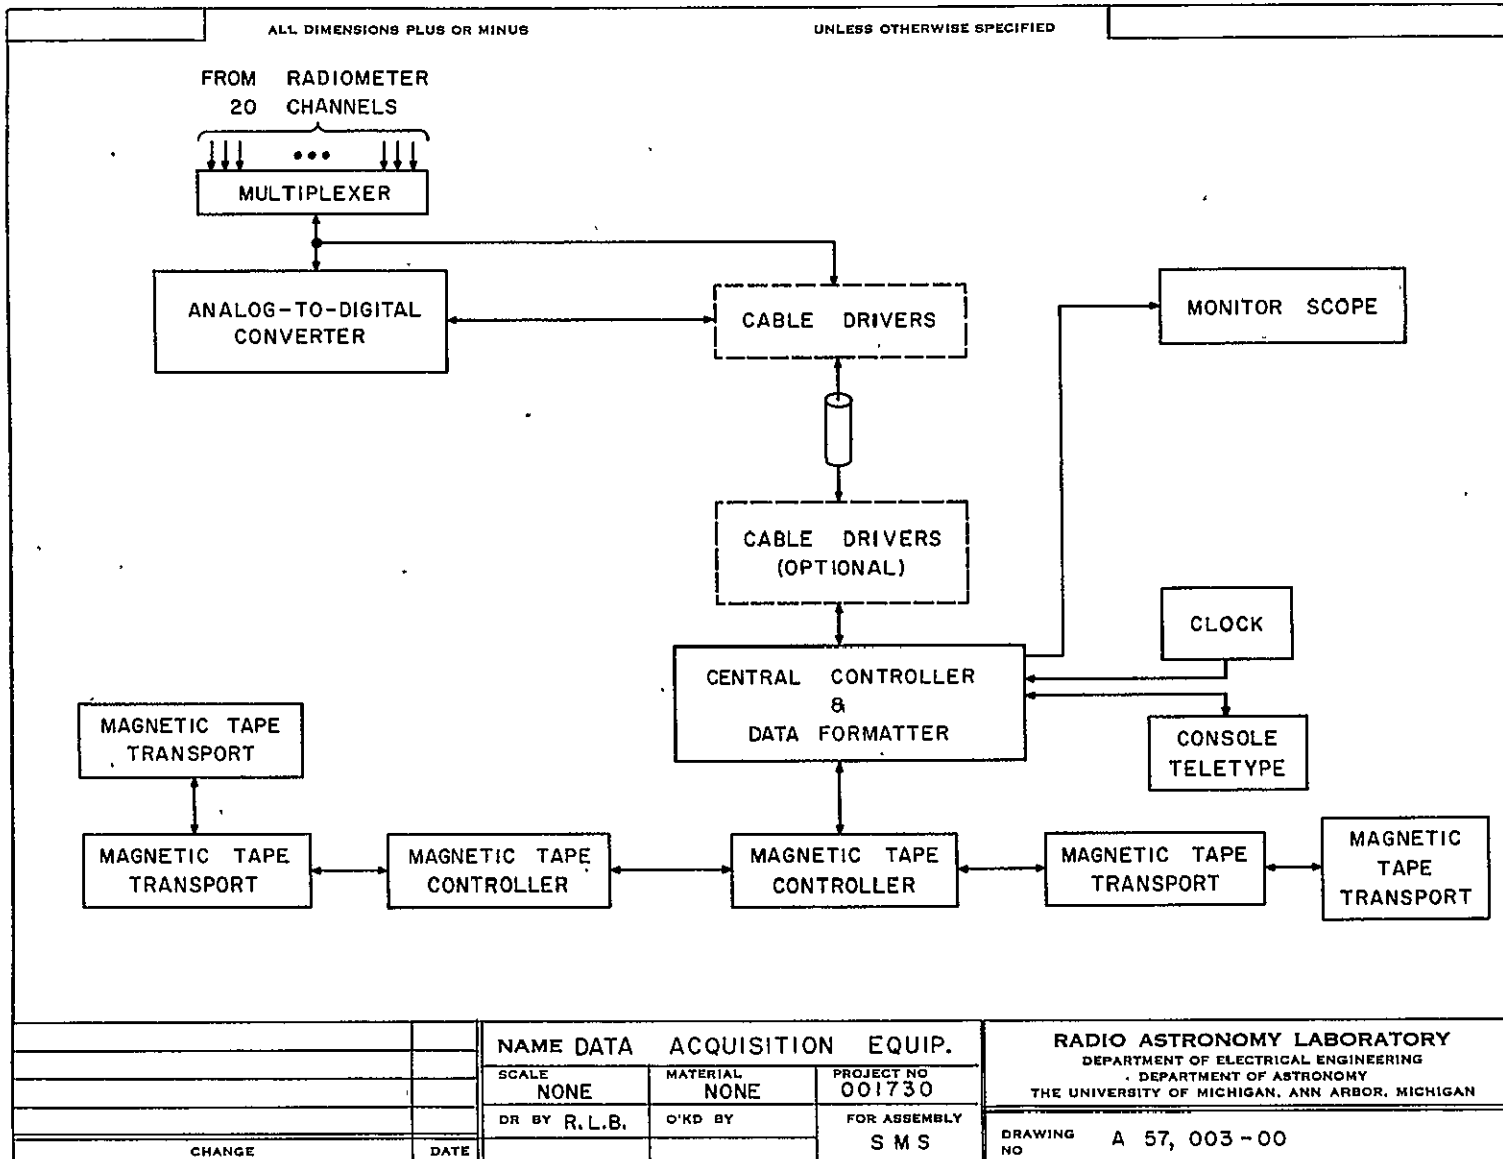 ALL DIMENSIONS PLUS OR MINUS
UNLESS OTHERWISE SPECIFIED
FROM RADIOMETER
20 CHANNELS
MULTIPLEXER
ANALOG-TO-DIGITAL
CONVERTER
CABLE DRIVERS
MONITOR SCOPE
CABLE DRIVERS
(OPTIONAL)
CLOCK
CENTRAL CONTROLLER
&
DATA FORMATTER
CONSOLE
TELETYPE
MAGNETIC TAPE
TRANSPORT
MAGNETIC TAPE
TRANSPORT
MAGNETIC TAPE
CONTROLLER
MAGNETIC TAPE
CONTROLLER
MAGNETIC TAPE
TRANSPORT
MAGNETIC
TAPE
TRANSPORT
CHANGE
DATE
NAME DATA ACQUISITION EQUIP.
SCALE
NONE
MATERIAL
NONE
PROJECT NO
001730
DR BY R.L.B.
O'KD BY
FOR ASSEMBLY
SMS
RADIO ASTRONOMY LABORATORY
DEPARTMENT OF ELECTRICAL ENGINEERING
DEPARTMENT OF ASTRONOMY
THE UNIVERSITY OF MICHIGAN, ANN ARBOR, MICHIGAN
DRAWING
NO
A 57, 003-00